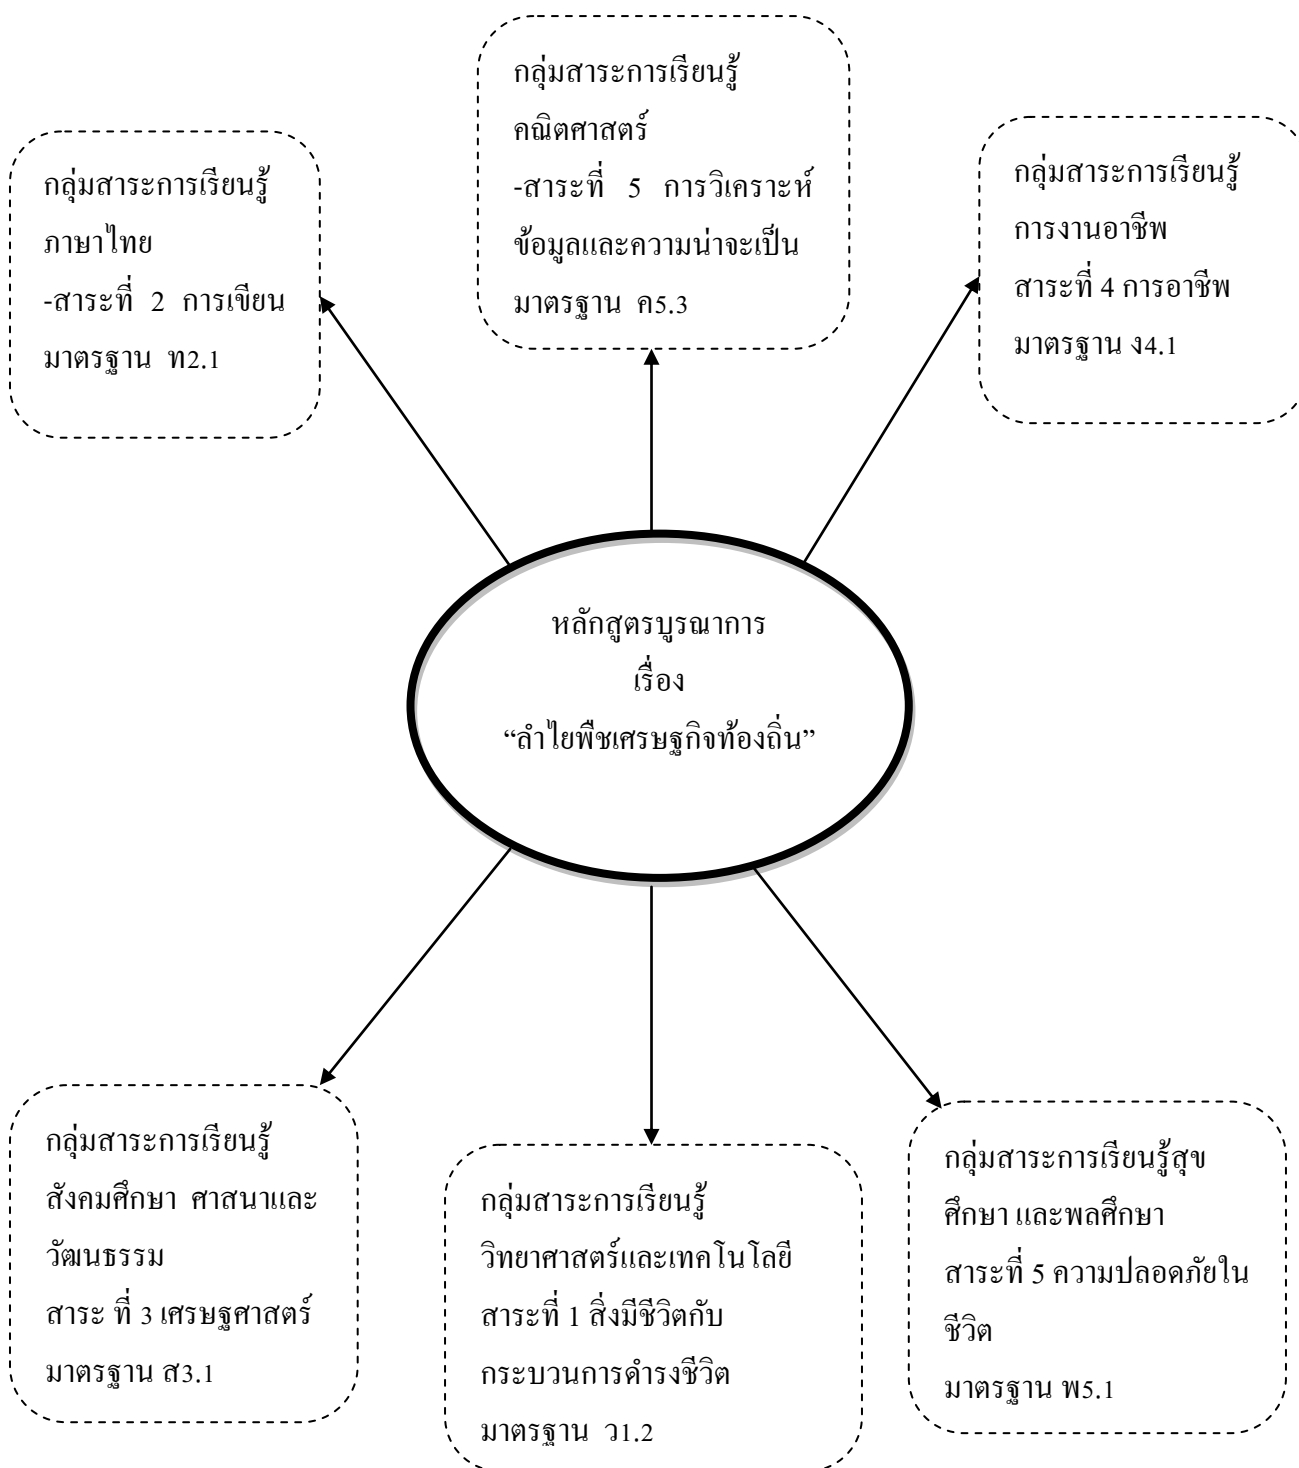 กลุ่มสาระการเรียนรู้
คณิตศาสตร์
-สาระที่ 5 การวิเคราะห์
ข้อมูลและความน่าจะเป็น
มาตรฐาน ค5.3
กลุ่มสาระการเรียนรู้
ภาษาไทย
-สาระที่ 2 การเขียน
มาตรฐาน ท2.1
กลุ่มสาระการเรียนรู้
การงานอาชีพ
สาระที่ 4 การอาชีพ
มาตรฐาน ง4.1
หลักสูตรบูรณาการ
เรื่อง
“ลำไยพืชเศรษฐกิจท้องถิ่น”
กลุ่มสาระการเรียนรู้
สังคมศึกษา ศาสนาและ
วัฒนธรรม
สาระ ที่ 3 เศรษฐศาสตร์
มาตรฐาน ส3.1
กลุ่มสาระการเรียนรู้
วิทยาศาสตร์และเทคโนโลยี
สาระที่ 1 สิ่งมีชีวิตกับ
กระบวนการดำรงชีวิต
มาตรฐาน ว1.2
กลุ่มสาระการเรียนรู้สุข
ศึกษา และพลศึกษา
สาระที่ 5 ความปลอดภัยใน
ชีวิต
มาตรฐาน พ5.1